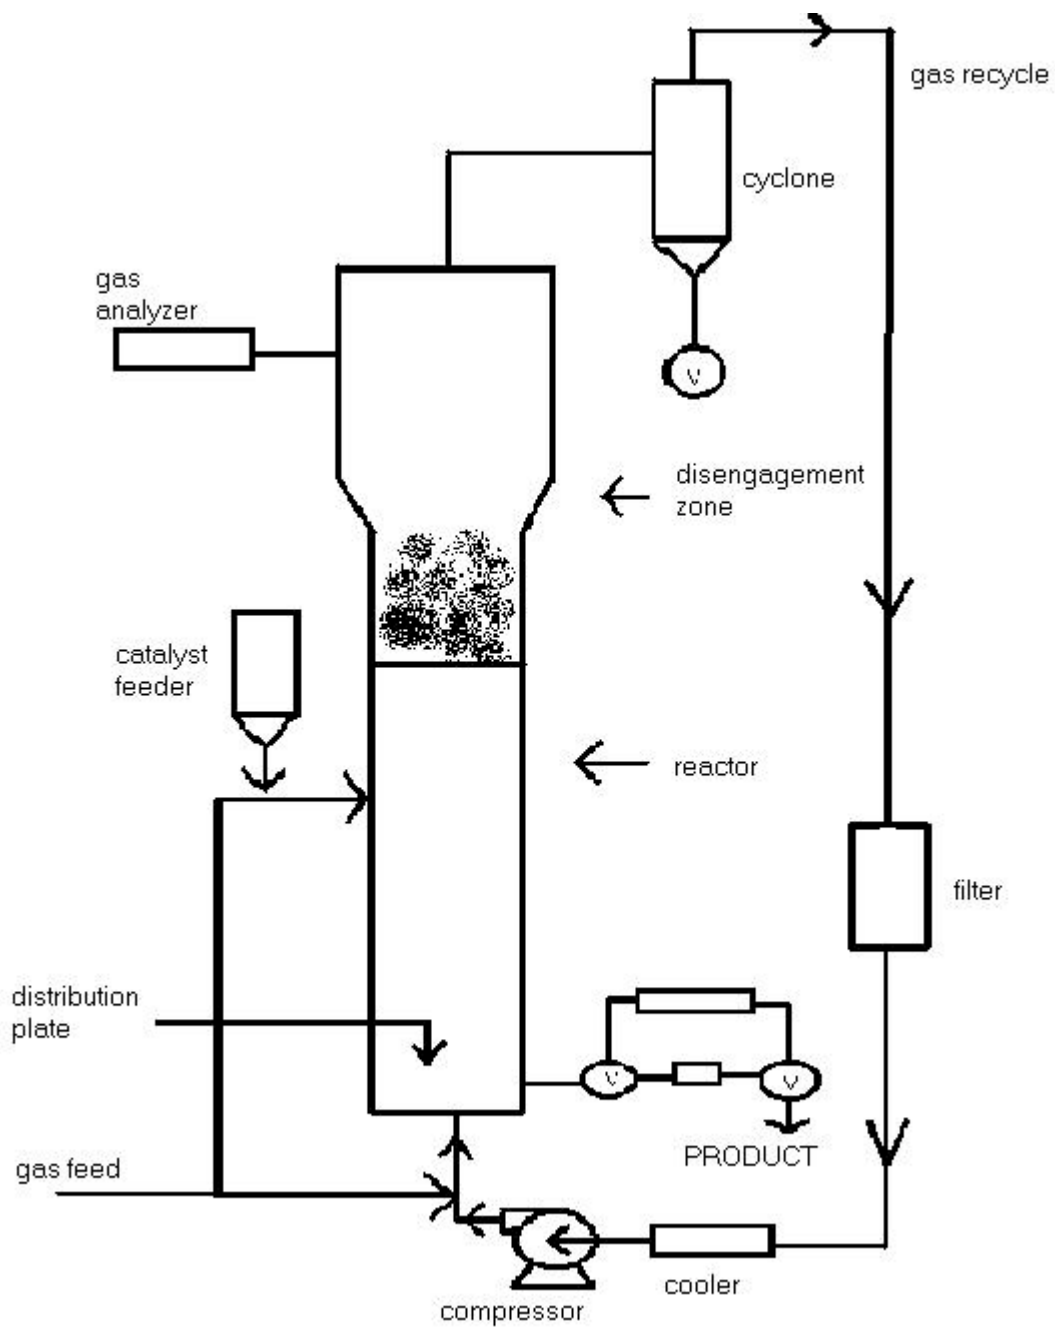 gas recycle
cyclone
gas
analyzer
V
disengagement
zone
catalyst
feeder
reactor
filter
distribution
plate
V
V
PRODUCT
gas feed
cooler
compressor